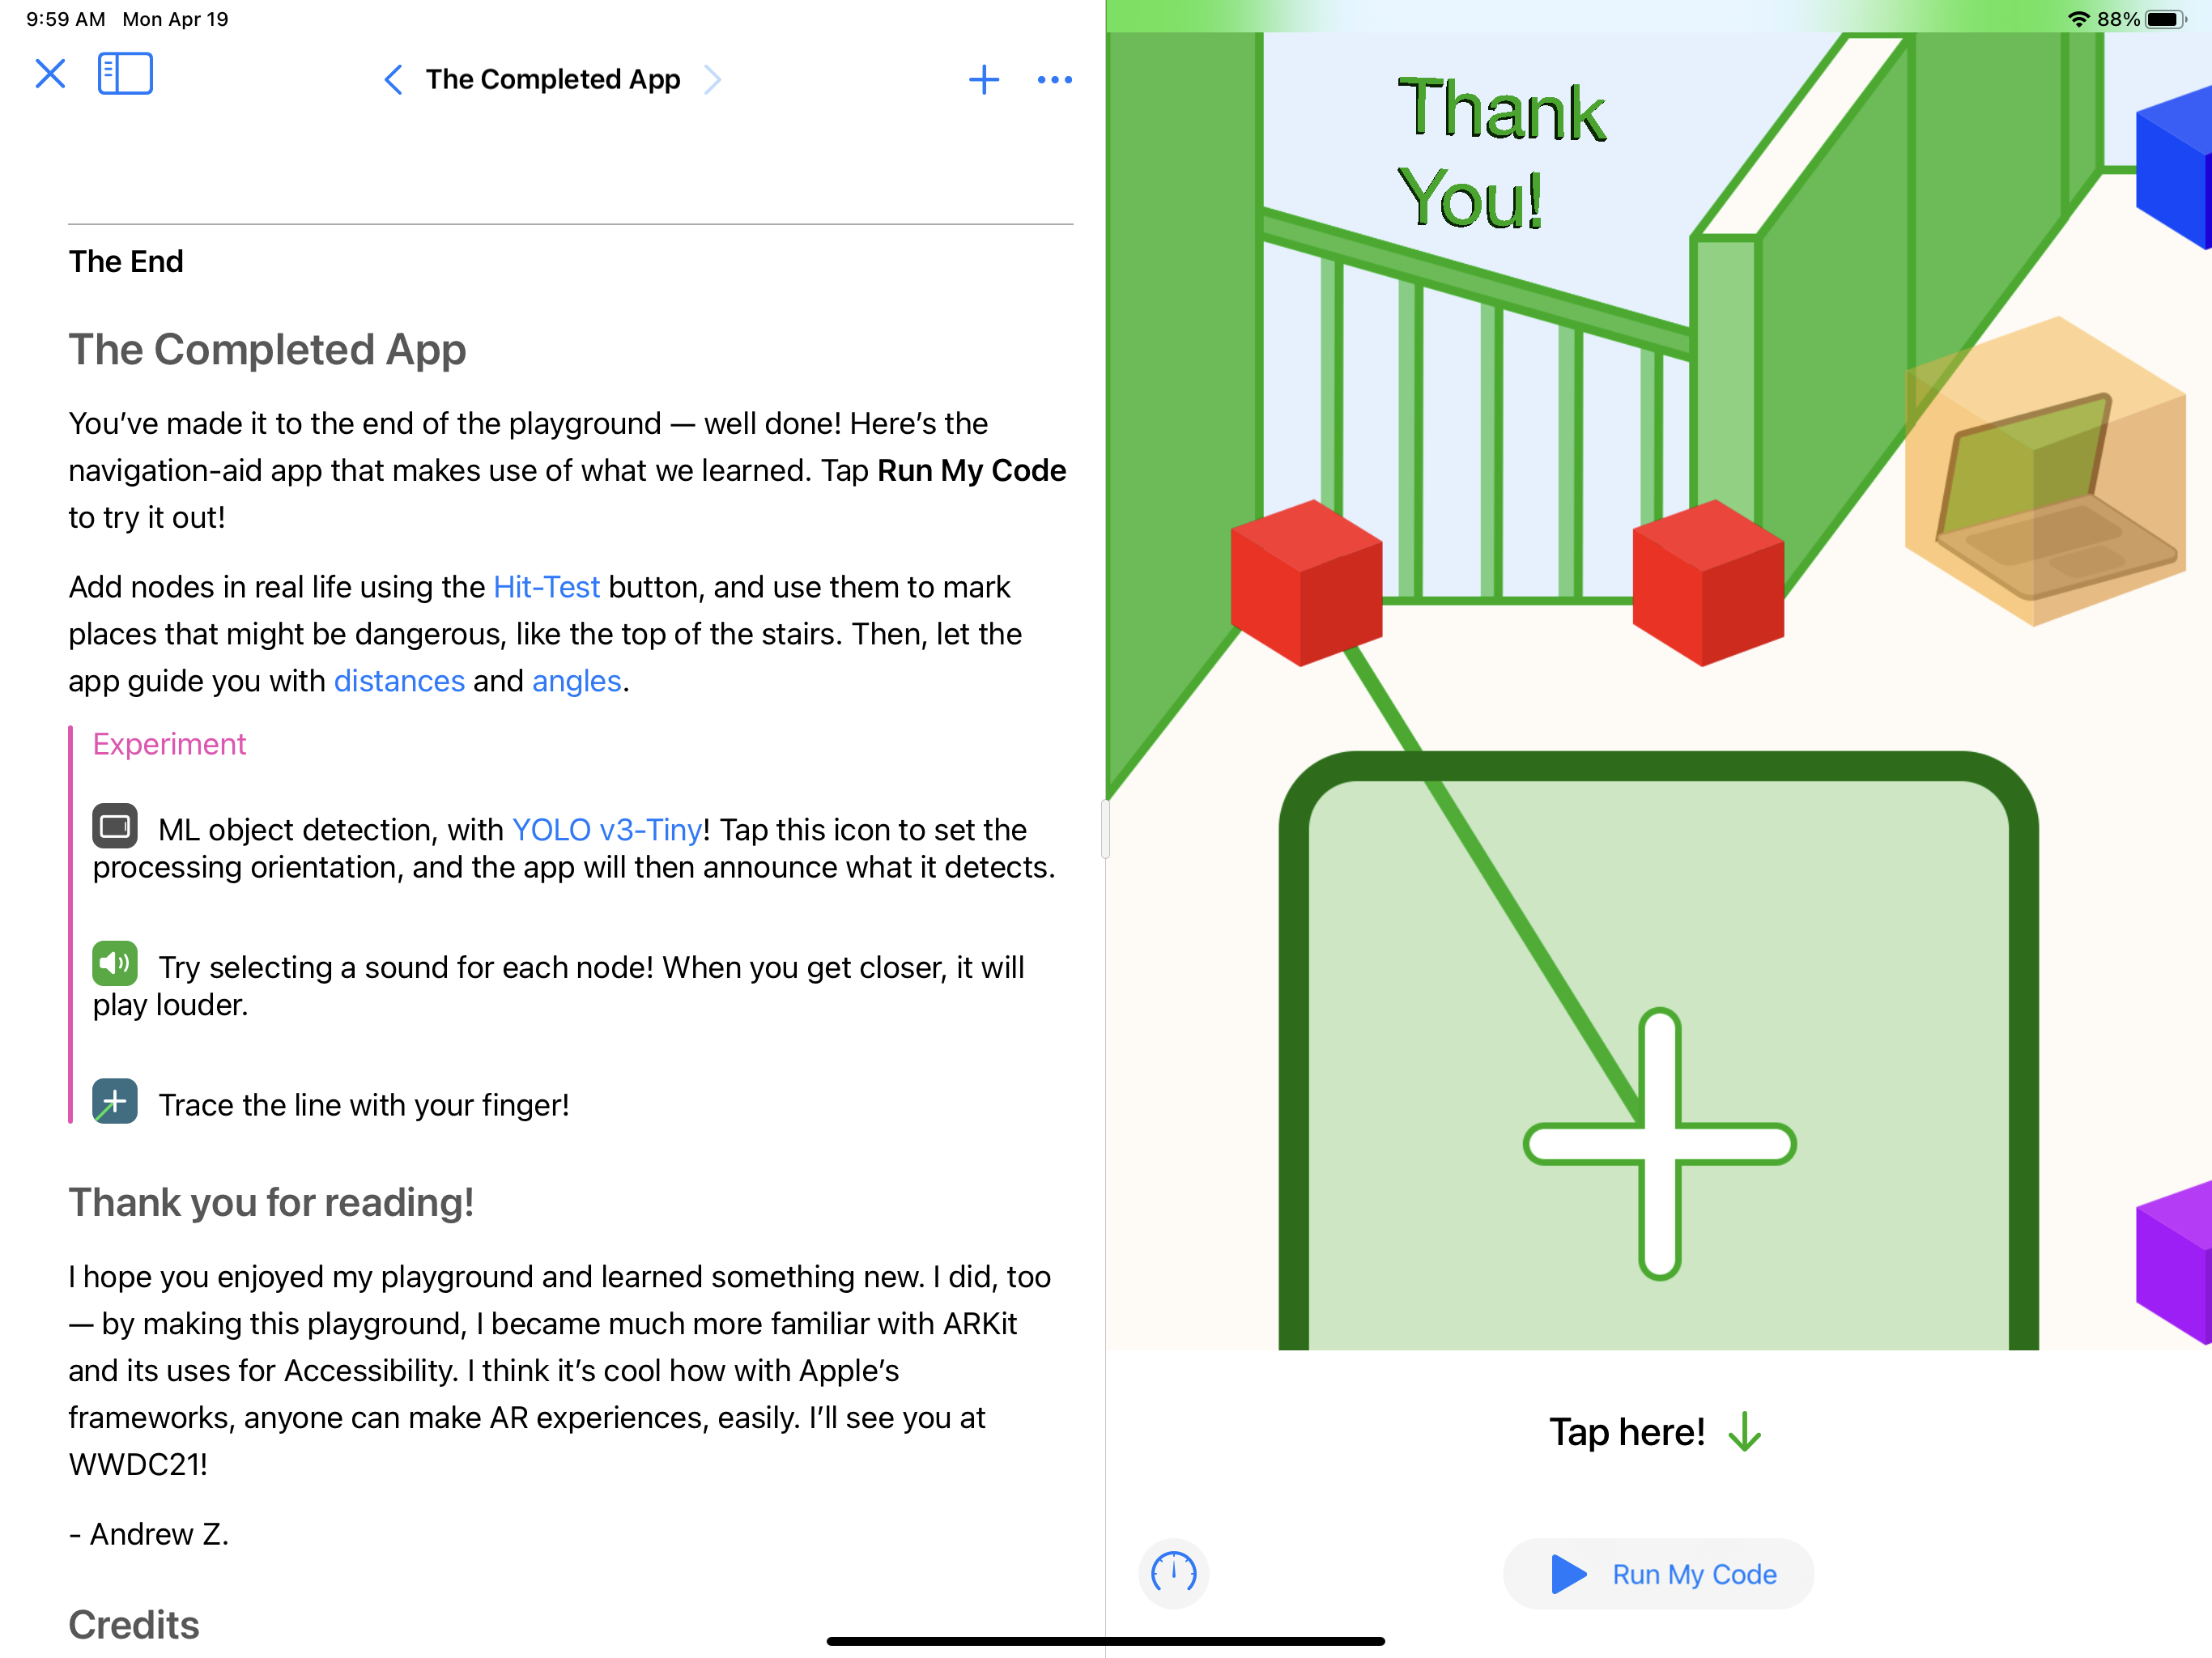 9:59 AM Mon Apr 19
88%
The Completed App
The End
The Completed App
You’ve made it to the end of the playground — well done! Here’s the
navigation-aid app that makes use of what we learned. Tap Run My Code
to try it out!
Add nodes in real life using the Hit-Test button, and use them to mark
places that might be dangerous, like the top of the stairs. Then, let the
app guide you with distances and angles.
Experiment
ML object detection, with YOLO v3-Tiny! Tap this icon to set the
processing orientation, and the app will then announce what it detects.
Try selecting a sound for each node! When you get closer, it will
play louder.
Trace the line with your finger!
Thank you for reading!
I hope you enjoyed my playground and learned something new. I did, too
— by making this playground, I became much more familiar with ARKit
and its uses for Accessibility. I think it’s cool how with Apple’s
frameworks, anyone can make AR experiences, easily. I’ll see you at
WWDC21!
- Andrew Z.
Credits
Thank
You!
Tap here!
Run My Code